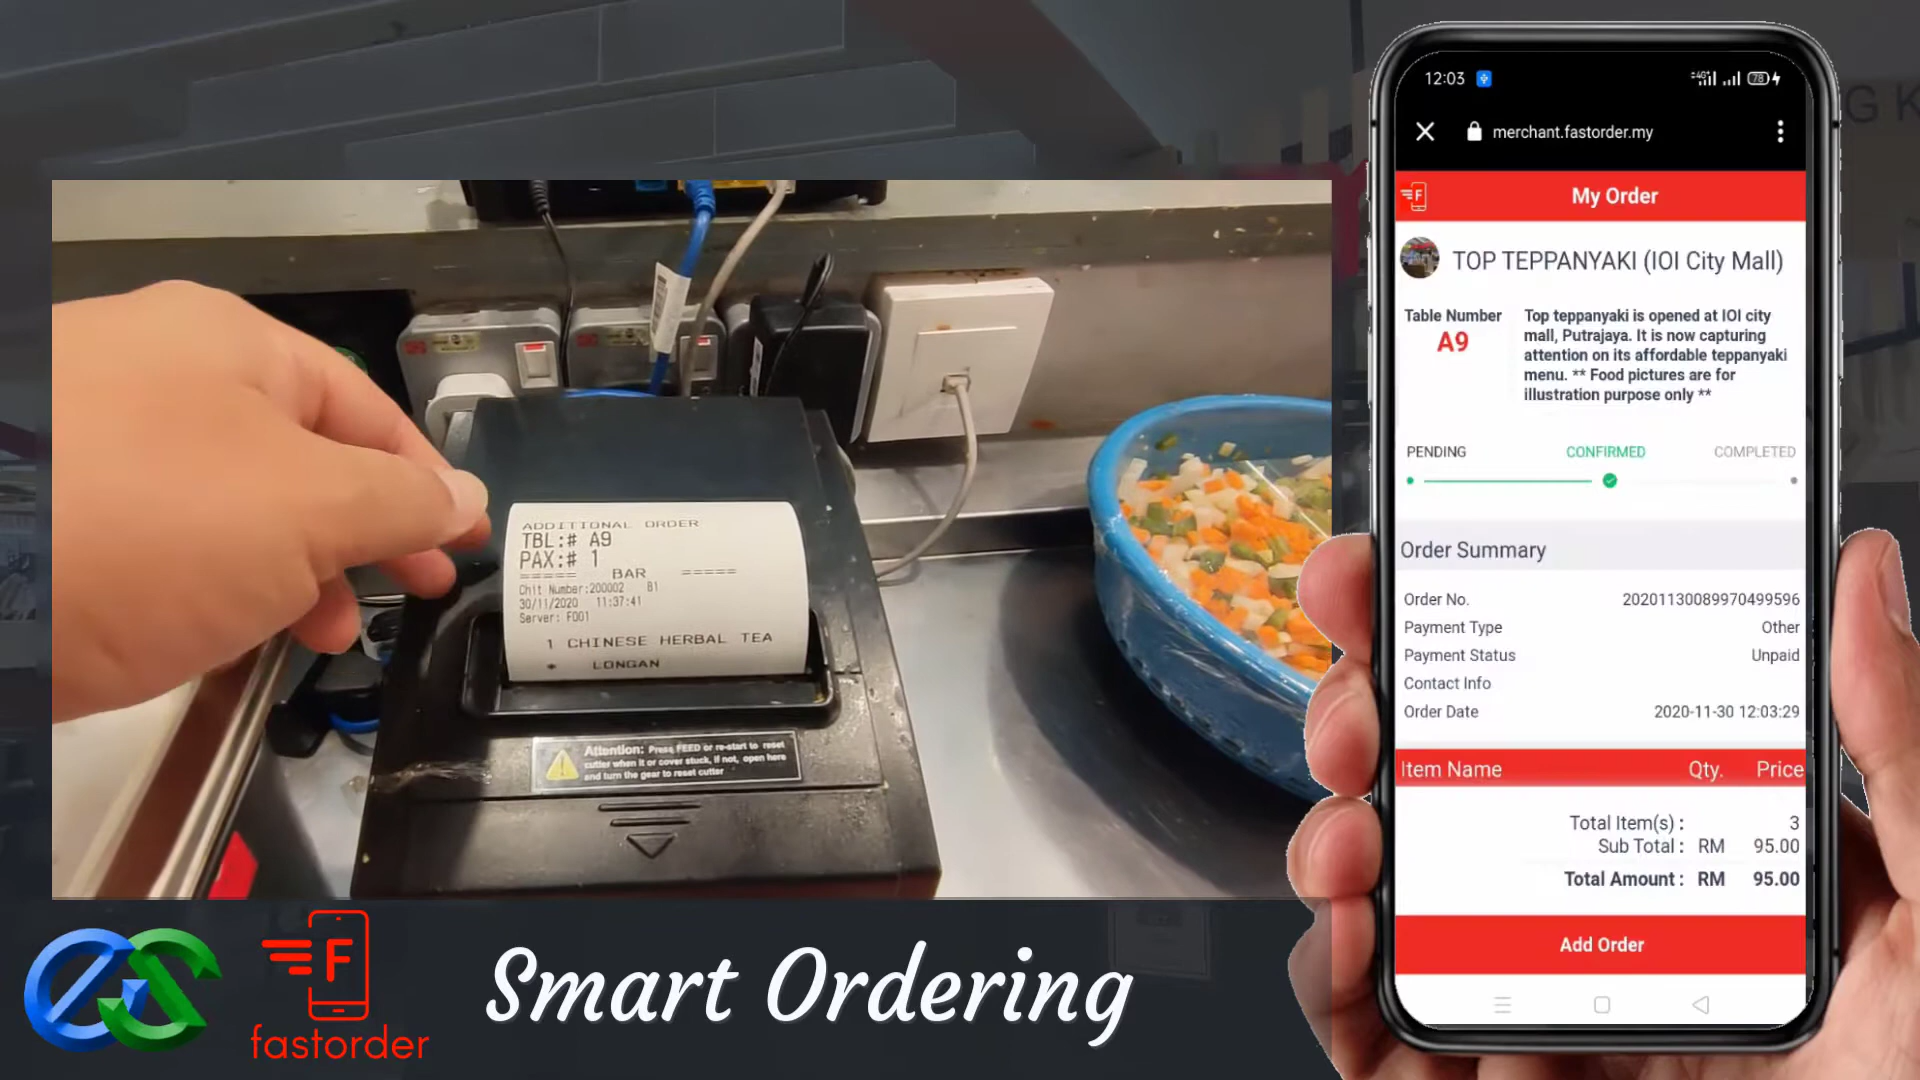 ADDITIONAL ORDER
TBL:# A9
PAX:# 1
===== BAR =====
Chit Number:200002 B1
30/11/2020 11:37:41
Server: F001
1 CHINESE HERBAL TEA
* LONGAN
Attention: Press FEED or re-start to reset
cutter when it or cover stuck, if not, open here
and turn the gear to reset cutter
F
fastorder
Smart Ordering
12:03
4G+
78
merchant.fastorder.my
F
My Order
TOP TEPPANYAKI (IOI City Mall)
Table Number
A9
Top teppanyaki is opened at IOI city
mall, Putrajaya. It is now capturing
attention on its affordable teppanyaki
menu. ** Food pictures are for
illustration purpose only **
PENDING CONFIRMED COMPLETED
Order Summary
Order No. 20201130089970499596
Payment Type Other
Payment Status Unpaid
Contact Info
Order Date 2020-11-30 12:03:29
Item Name Qty. Price
Total Item(s) : 3
Sub Total : RM 95.00
Total Amount : RM 95.00
Add Order
G K